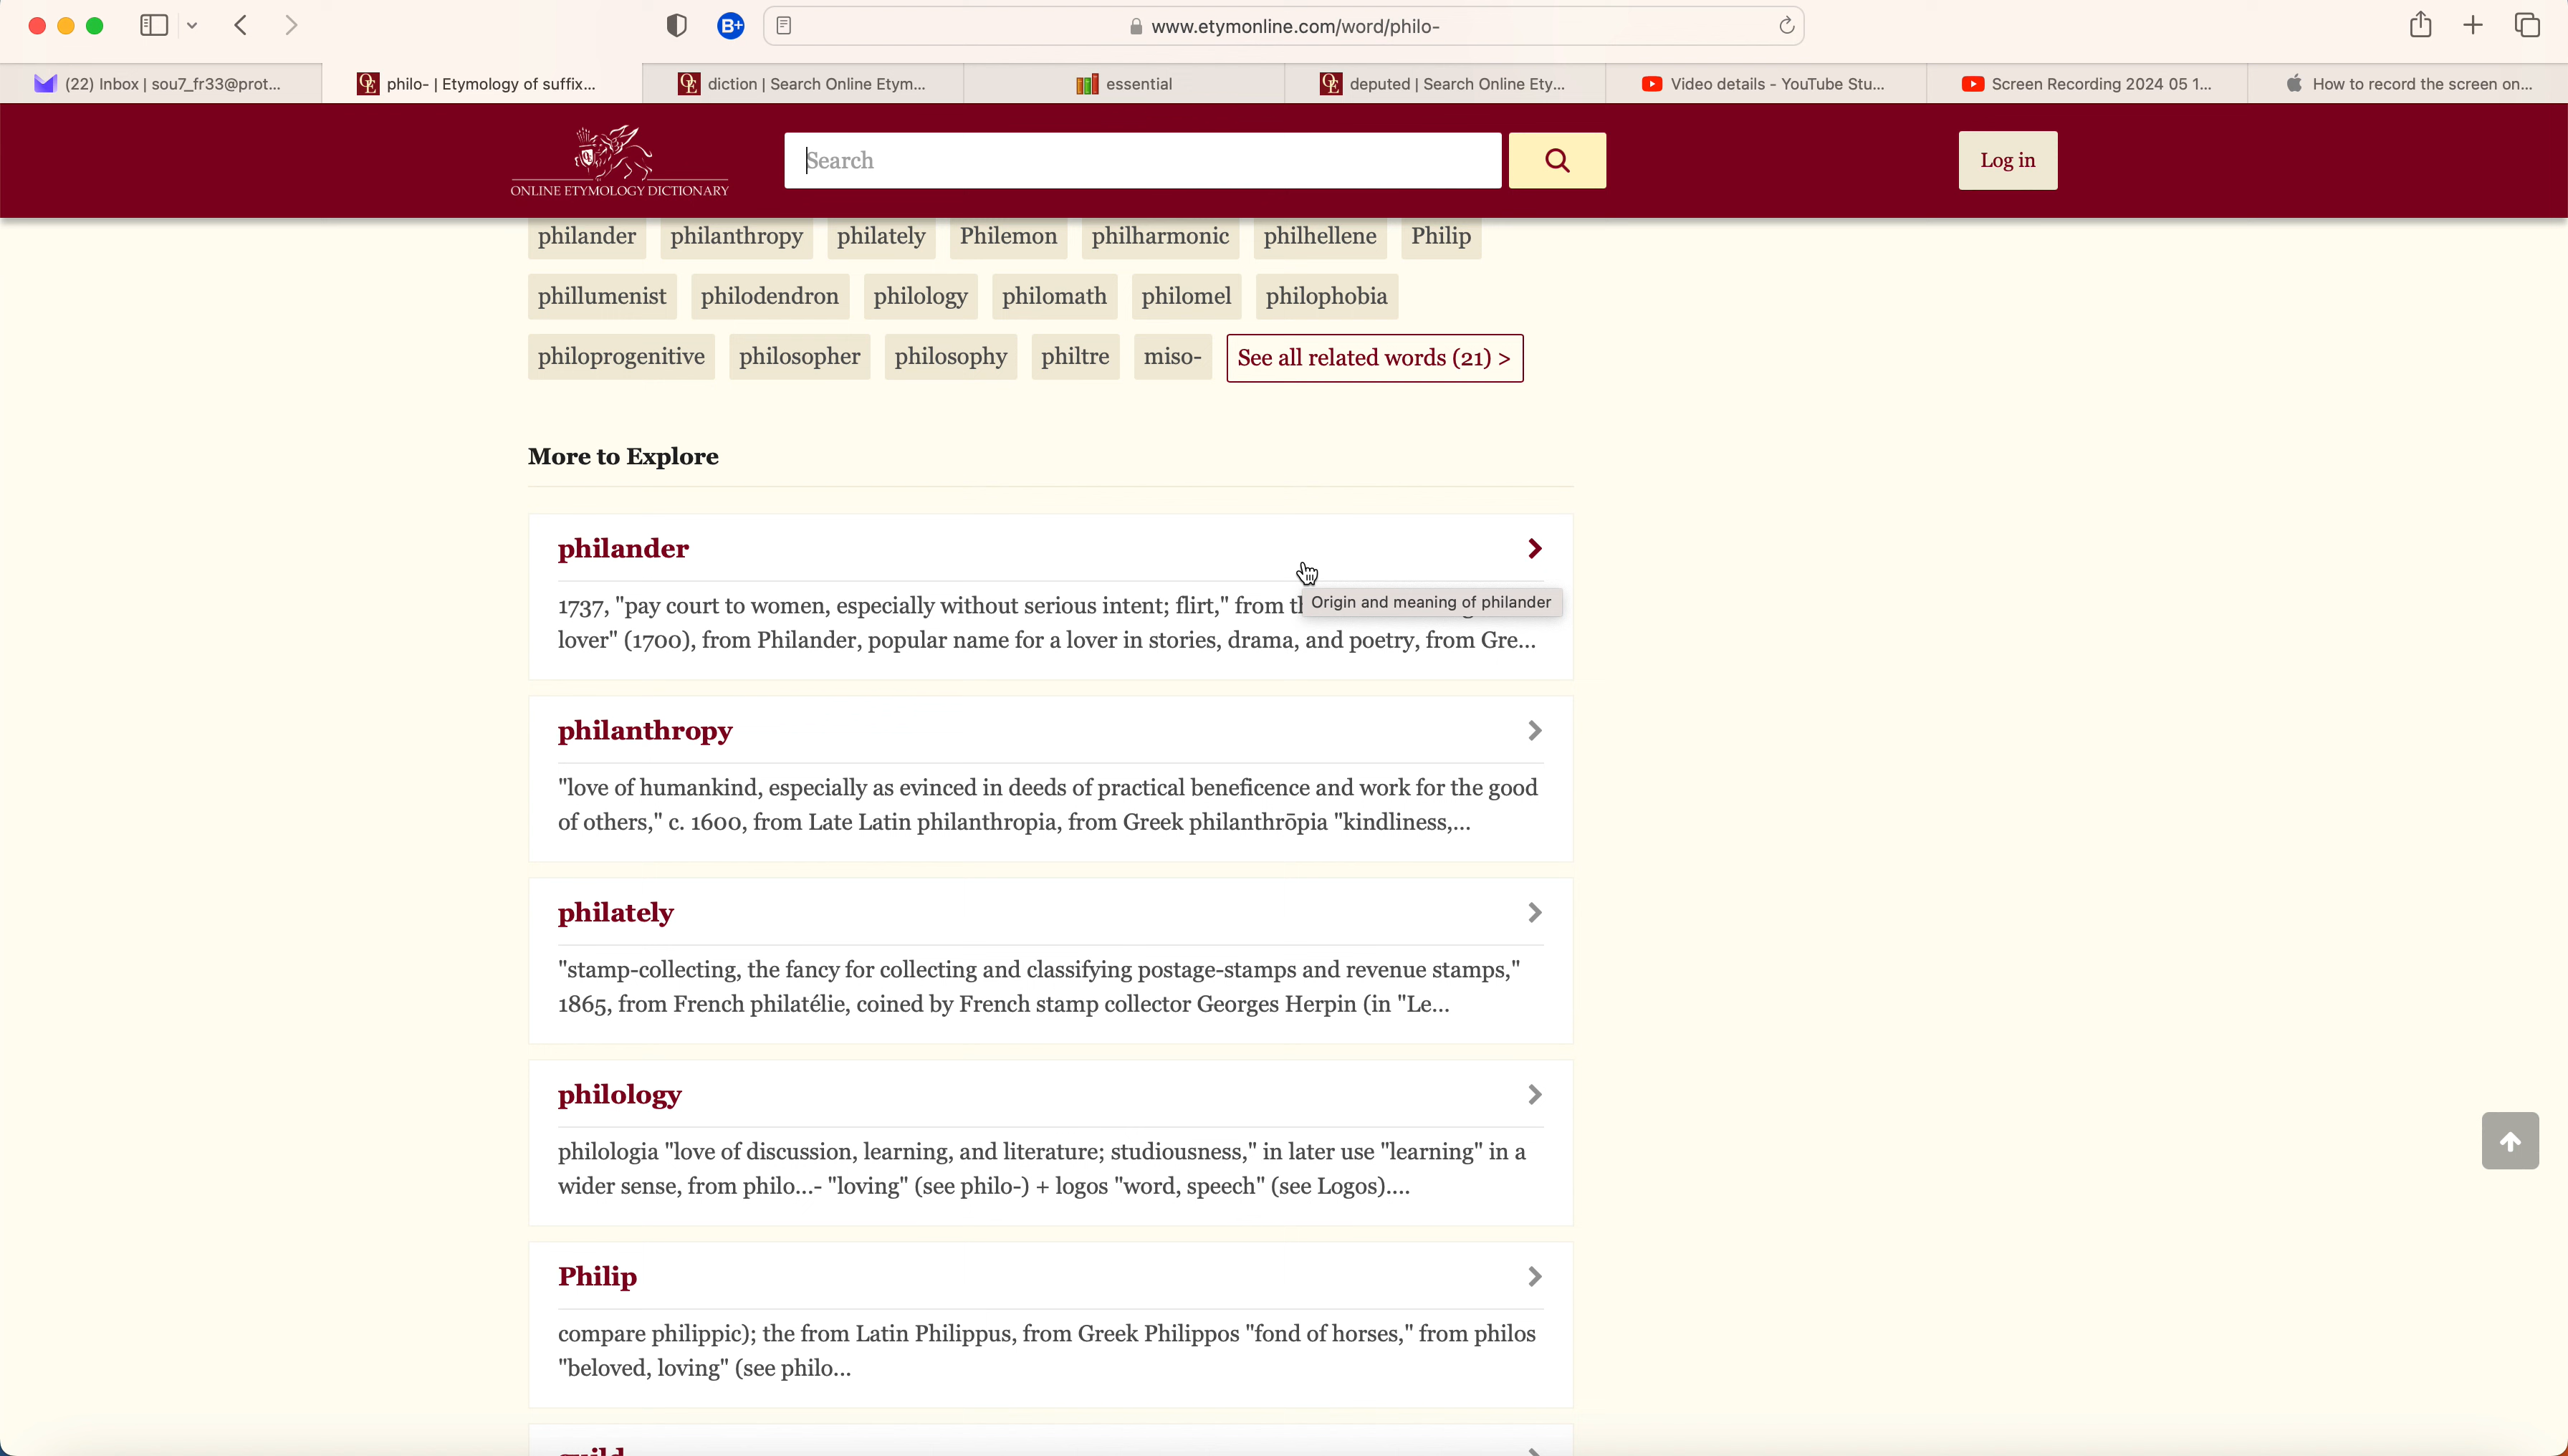 B+
www.etymonline.com/word/philo-
(22) Inbox | sou7_fr33@prot...
philo- | Etymology of suffix...
diction | Search Online Etym...
essential
deputed | Search Online Ety...
Video details - YouTube Stu...
Screen Recording 2024 05 1...
How to record the screen on...
ONLINE ETYMOLOGY DICTIONARY
Search
Log in
philander philanthropy philately Philemon philharmonic philhellene Philip
phillumenist philodendron philology philomath philomel philophobia
philoprogenitive philosopher philosophy philtre miso- See all related words (21) >
More to Explore
philander
1737, "pay court to women, especially without serious intent; flirt," from
Origin and meaning of philander
lover" (1700), from Philander, popular name for a lover in stories, drama, and poetry, from Gre...
philanthropy
"love of humankind, especially as evinced in deeds of practical beneficence and work for the good
of others," c. 1600, from Late Latin philanthropia, from Greek philanthrōpia "kindliness,...
philately
"stamp-collecting, the fancy for collecting and classifying postage-stamps and revenue stamps,"
1865, from French philatélie, coined by French stamp collector Georges Herpin (in "Le...
philology
philologia "love of discussion, learning, and literature; studiousness," in later use "learning" in a
wider sense, from philo...- "loving" (see philo-) + logos "word, speech" (see Logos)....
Philip
compare philippic); the from Latin Philippus, from Greek Philippos "fond of horses," from philos
"beloved, loving" (see philo...